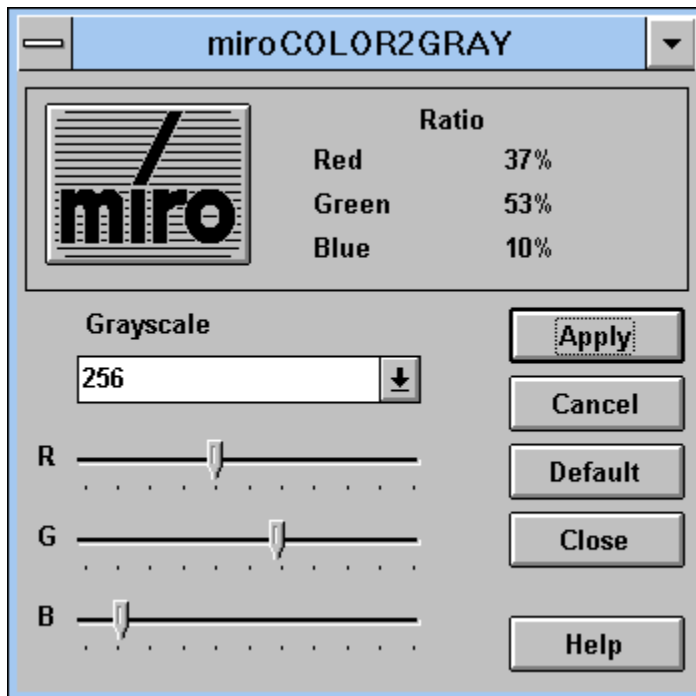 miroCOLOR2GRAY
miro
Ratio
Red 37%
Green 53%
Blue 10%
Grayscale
256
R
G
B
Apply
Cancel
Default
Close
Help